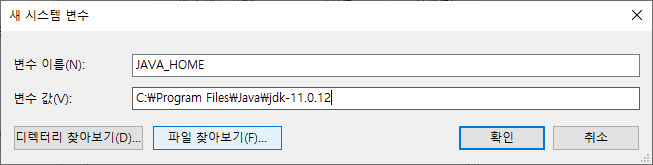 새 시스템 변수
변수 이름(N):
JAVA_HOME
변수 값(V):
C:₩Program Files₩Java₩jdk-11.0.12
디렉터리 찾아보기(D)...
파일 찾아보기(F)...
확인
취소